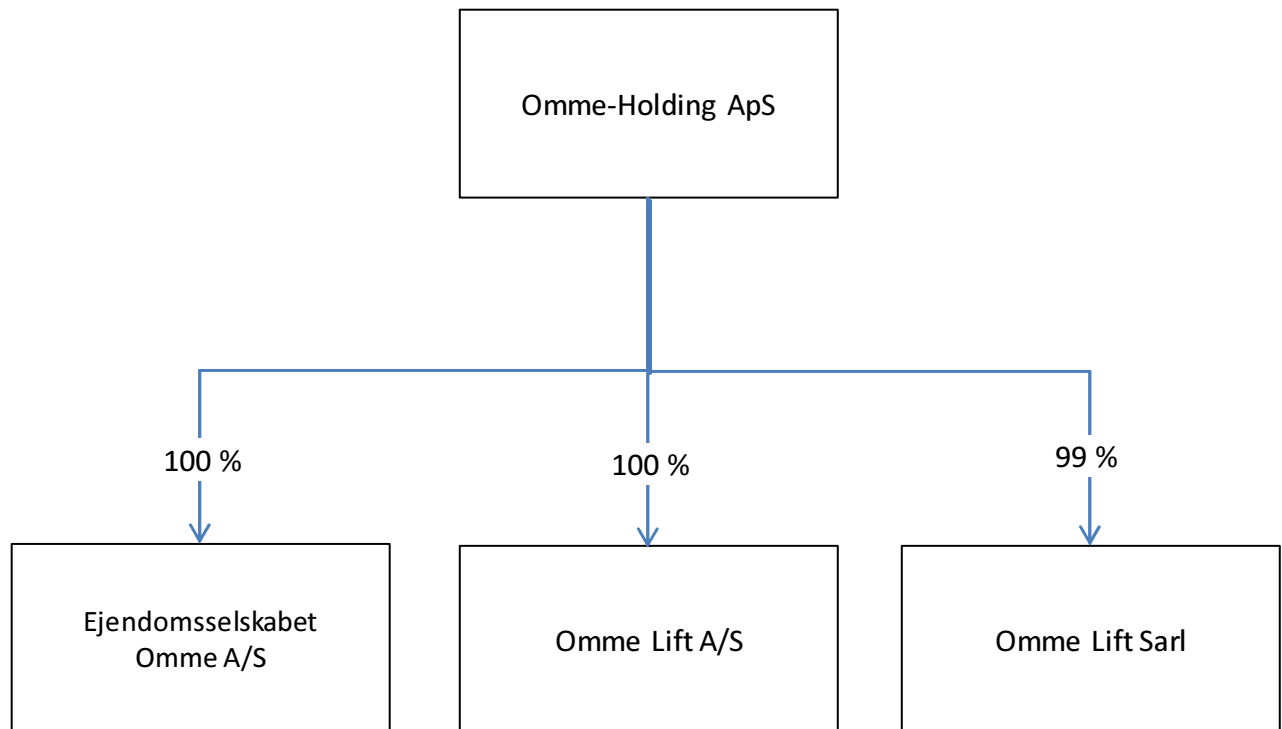 Omme-Holding ApS
100 %
100 %
99 %
Ejendomsselskabet
Omme A/S
Omme Lift A/S
Omme Lift Sarl